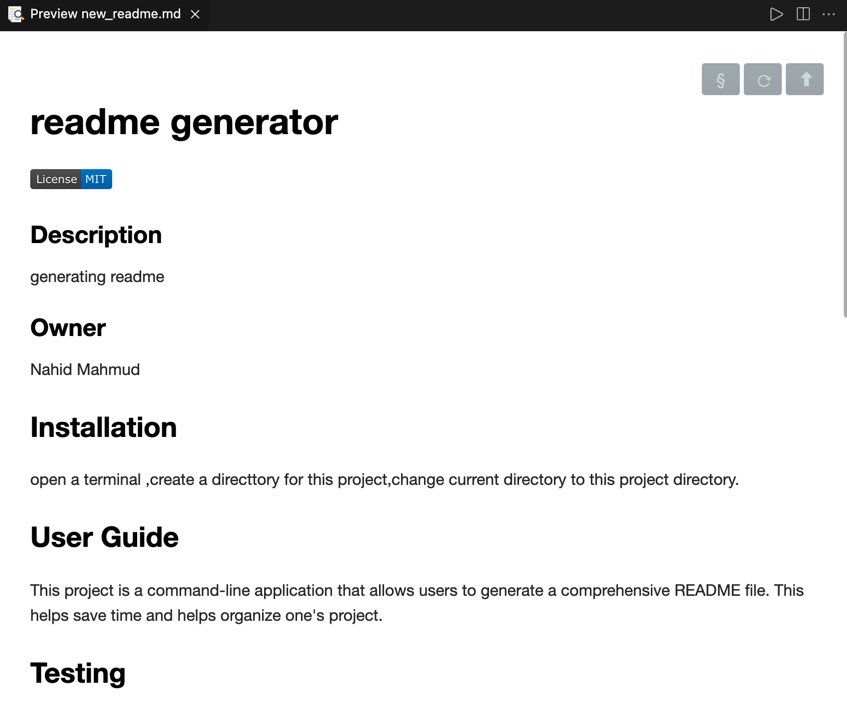 Preview new_readme.md
§
readme generator
License MIT
Description
generating readme
Owner
Nahid Mahmud
Installation
open a terminal ,create a directtory for this project,change current directory to this project directory.
User Guide
This project is a command-line application that allows users to generate a comprehensive README file. This
helps save time and helps organize one's project.
Testing